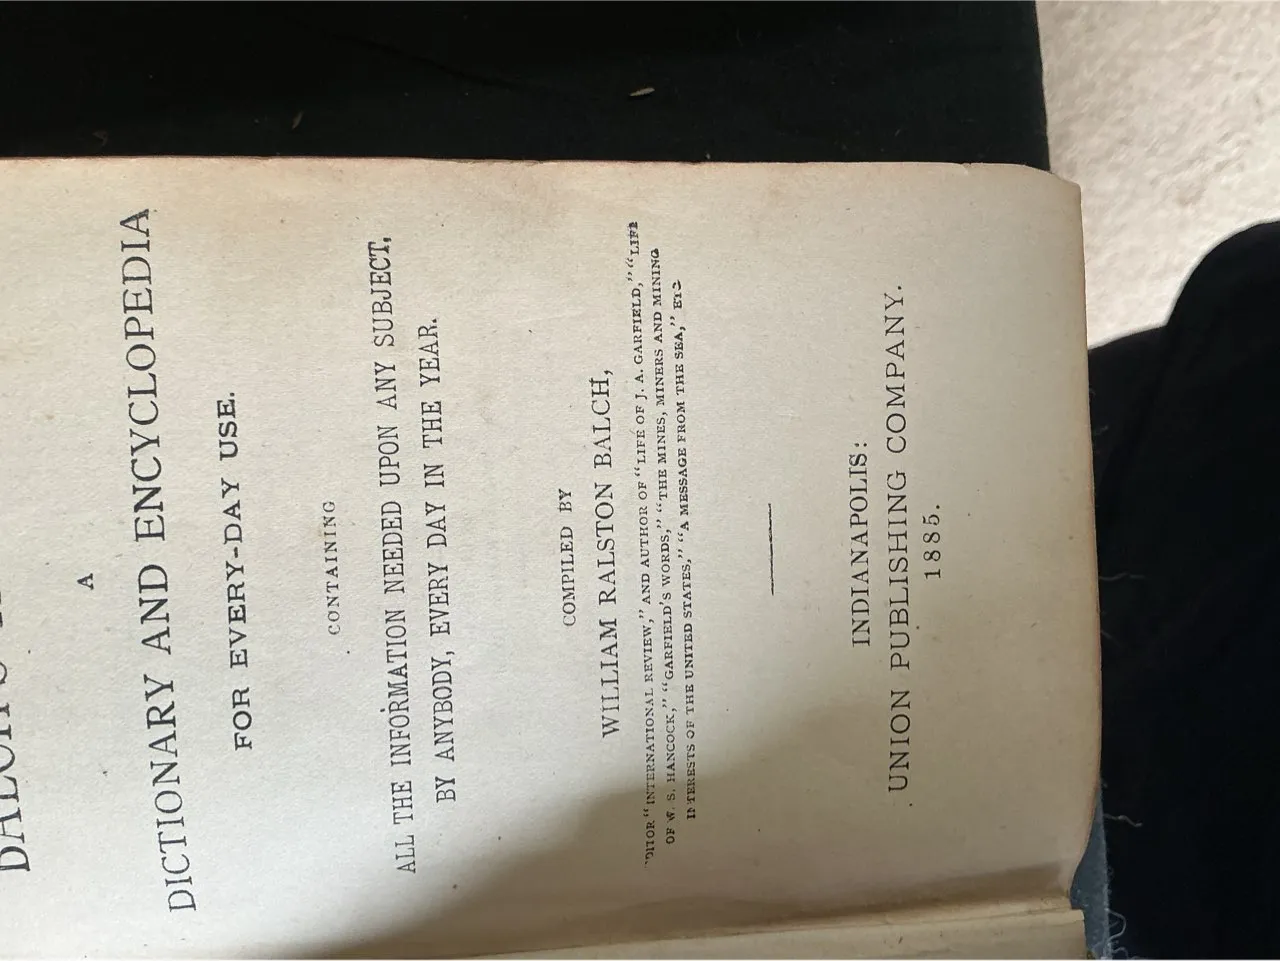 A
DICTIONARY AND ENCYCLOPEDIA
FOR EVERY-DAY USE.
CONTAINING
ALL THE INFORMATION NEEDED UPON ANY SUBJECT,
BY ANYBODY, EVERY DAY IN THE YEAR.
COMPILED BY
WILLIAM RALSTON BALCH,
"INTERNATIONAL REVIEW," AND AUTHOR OF "LIFE OF J. A. GARFIELD," "LIFE
OF W. S. HANCOCK," "GARFIELD'S WORDS," "THE MINES, MINERS AND MINING
INTERESTS OF THE UNITED STATES," "A MESSAGE FROM THE SEA," ETC
INDIANAPOLIS:
UNION PUBLISHING COMPANY.
1885.